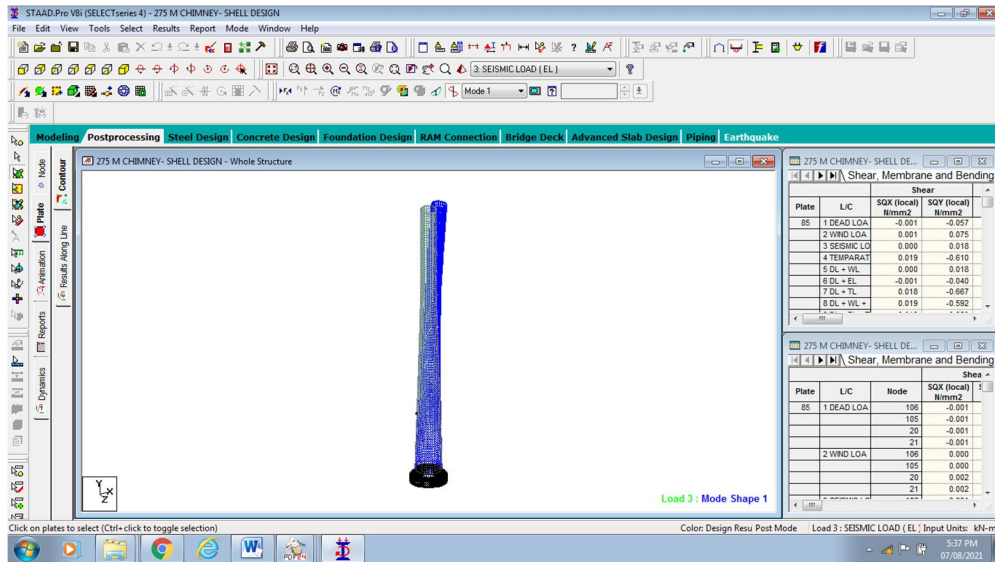 STAAD.Pro V8i (SELECTseries 4) - 275 M CHIMNEY- SHELL DESIGN
File Edit View Tools Select Results Report Mode Window Help
3: SEISMIC LOAD ( EL )
Mode 1
Modeling Postprocessing Steel Design Concrete Design Foundation Design RAM Connection Bridge Deck Advanced Slab Design Piping Earthquake
Node
Plate
Animation
Reports
Dynamics
Contour
Results Along Line
275 M CHIMNEY- SHELL DESIGN - Whole Structure
Y
X
Z
Load 3 : Mode Shape 1
275 M CHIMNEY- SHELL DE...
Shear, Membrane and Bending
Shear
Plate L/C SQX (local) N/mm2 SQY (local) N/mm2
85 1 DEAD LOA -0.001 -0.057
2 WIND LOA 0.001 0.075
3 SEISMIC LO 0.000 0.018
4 TEMPARAT 0.019 -0.610
5 DL + WL 0.000 0.018
6 DL + EL -0.001 -0.040
7 DL + TL 0.018 -0.667
8 DL + WL + 0.019 -0.592
275 M CHIMNEY- SHELL DE...
Shear, Membrane and Bending
Shea
Plate L/C Node SQX (local) N/mm2
85 1 DEAD LOA 106 -0.001
105 -0.001
20 -0.001
21 -0.001
2 WIND LOA 106 0.000
105 0.000
20 0.002
21 0.002
Click on plates to select (Ctrl+click to toggle selection)
Color: Design Resu Post Mode Load 3 : SEISMIC LOAD ( EL ) Input Units: kN-m
5:37 PM
07/08/2021